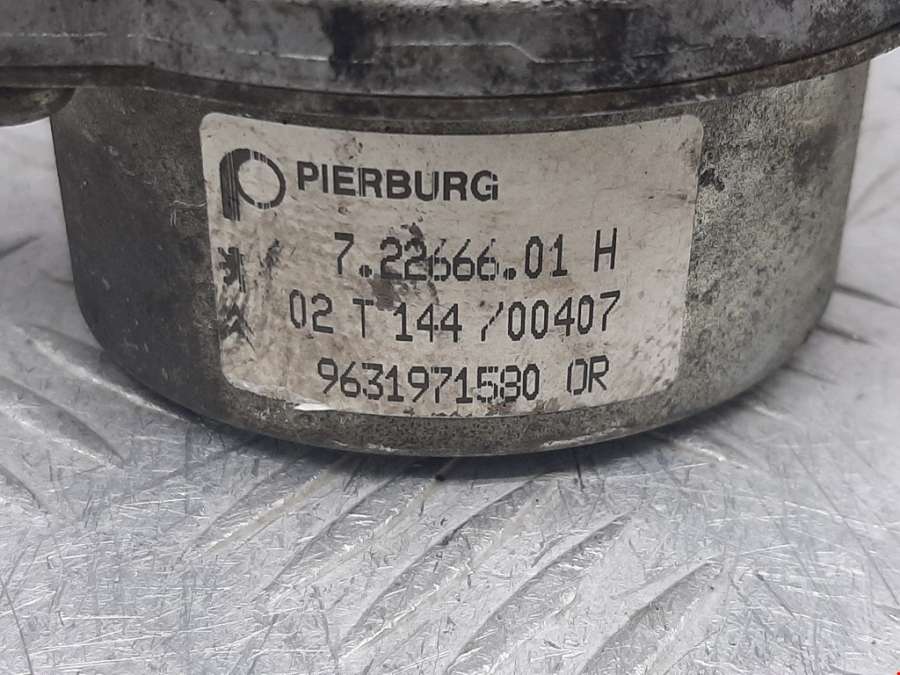 PIERBURG
7.22666.01 H
02 T 144 /00407
9631971580 OR